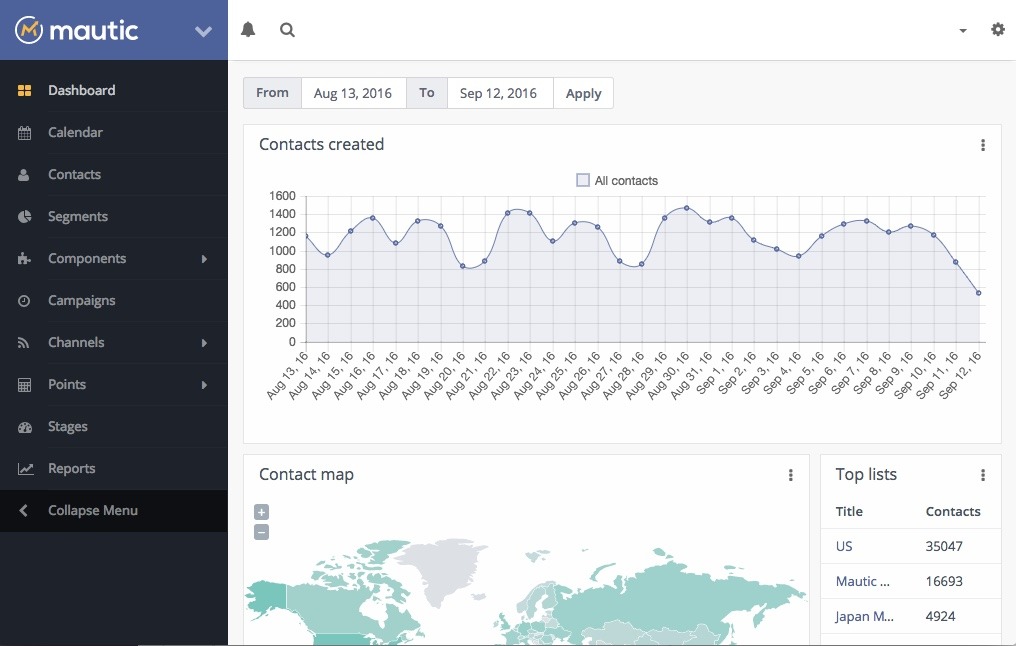 mautic
Dashboard
Calendar
Contacts
Segments
Components
Campaigns
Channels
Points
Stages
Reports
Collapse Menu
From Aug 13, 2016 To Sep 12, 2016 Apply
Contacts created
All contacts
1600
1400
1200
1000
800
600
400
200
0
Aug 13, 16
Aug 14, 16
Aug 15, 16
Aug 16, 16
Aug 17, 16
Aug 18, 16
Aug 19, 16
Aug 20, 16
Aug 21, 16
Aug 22, 16
Aug 23, 16
Aug 24, 16
Aug 25, 16
Aug 26, 16
Aug 27, 16
Aug 28, 16
Aug 29, 16
Aug 30, 16
Aug 31, 16
Sep 1, 16
Sep 2, 16
Sep 3, 16
Sep 4, 16
Sep 5, 16
Sep 6, 16
Sep 7, 16
Sep 8, 16
Sep 9, 16
Sep 10, 16
Sep 11, 16
Sep 12, 16
Contact map
+
−
Top lists
Title Contacts
US 35047
Mautic ... 16693
Japan M... 4924